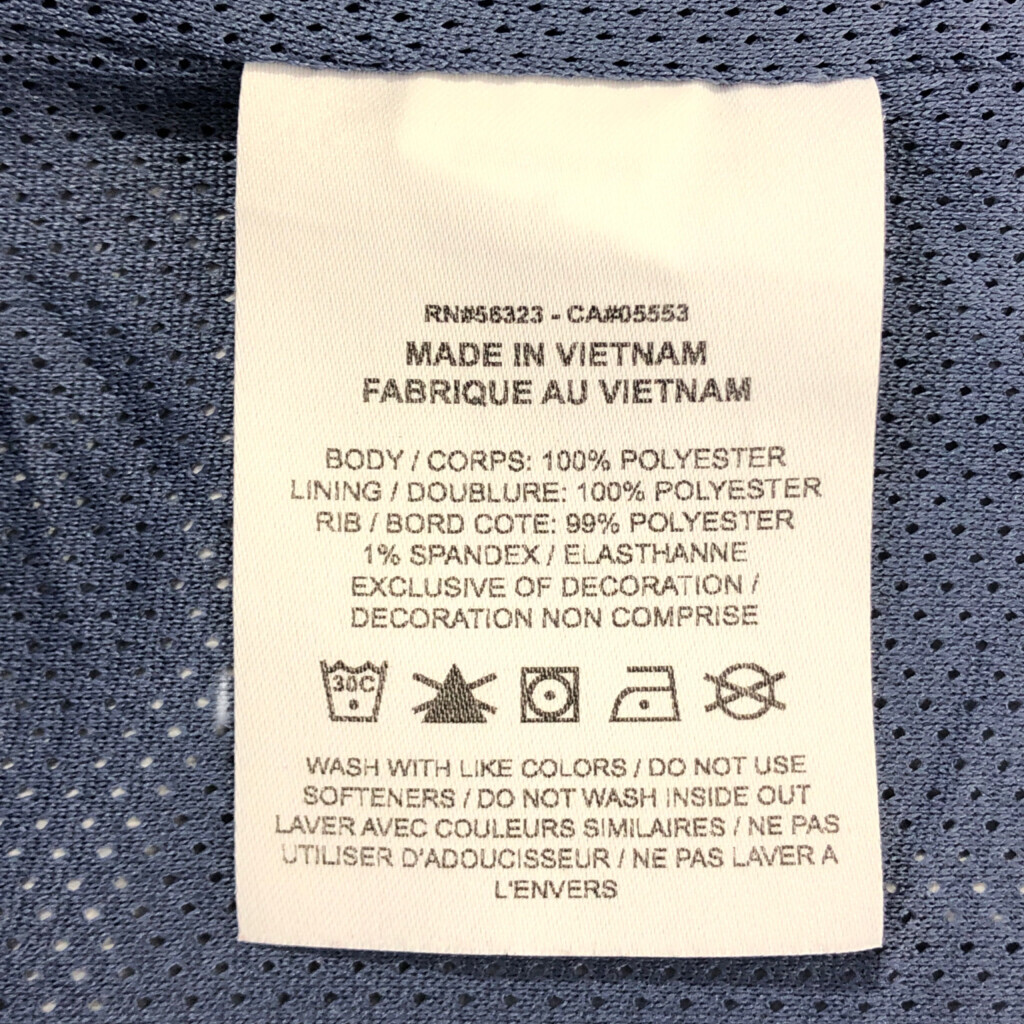 RN#56323 - CA#05553
MADE IN VIETNAM
FABRIQUE AU VIETNAM
BODY / CORPS: 100% POLYESTER
LINING / DOUBLURE: 100% POLYESTER
RIB / BORD COTE: 99% POLYESTER
1% SPANDEX / ELASTHANNE
EXCLUSIVE OF DECORATION /
DECORATION NON COMPRISE
30C
WASH WITH LIKE COLORS / DO NOT USE
SOFTENERS / DO NOT WASH INSIDE OUT
LAVER AVEC COULEURS SIMILAIRES / NE PAS
UTILISER D'ADOUCISSEUR / NE PAS LAVER A
L'ENVERS